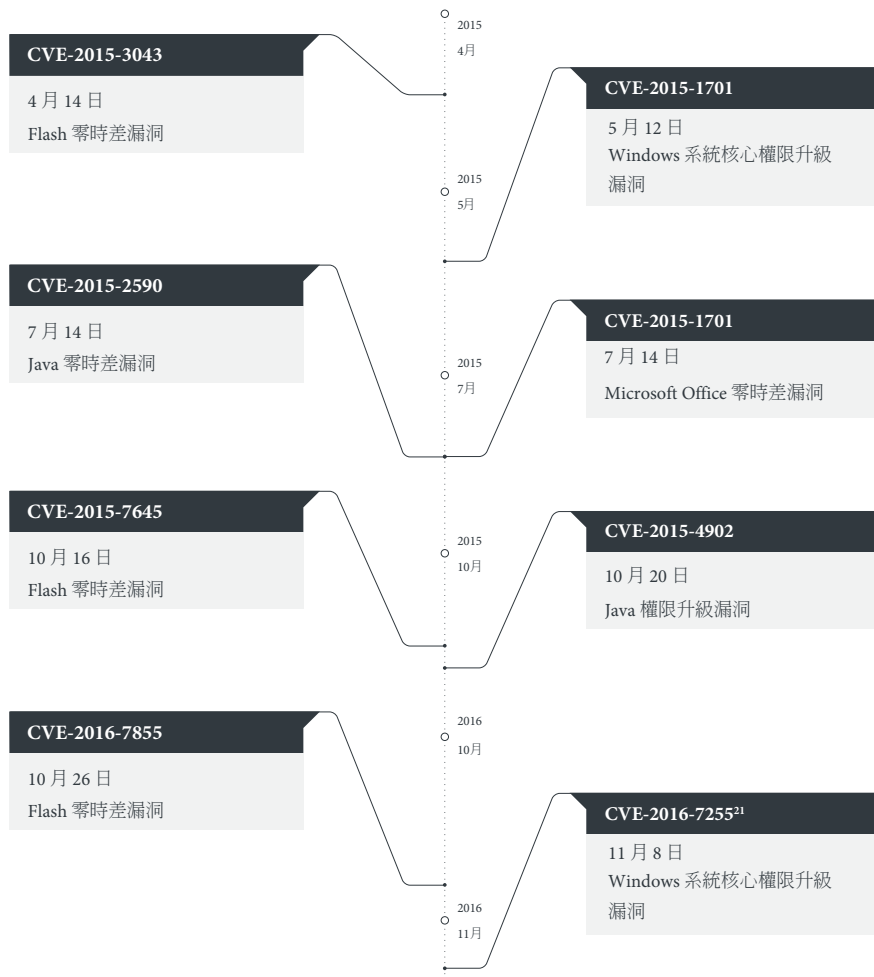 2015
4月
CVE-2015-3043
4 月 14 日
Flash 零時差漏洞
CVE-2015-1701
5 月 12 日
Windows 系統核心權限升級
漏洞
2015
5月
CVE-2015-2590
7 月 14 日
Java 零時差漏洞
CVE-2015-1701
7 月 14 日
Microsoft Office 零時差漏洞
2015
7月
CVE-2015-7645
10 月 16 日
Flash 零時差漏洞
CVE-2015-4902
10 月 20 日
Java 權限升級漏洞
2015
10月
CVE-2016-7855
10 月 26 日
Flash 零時差漏洞
2016
10月
CVE-2016-7255²¹
11 月 8 日
Windows 系統核心權限升級
漏洞
2016
11月